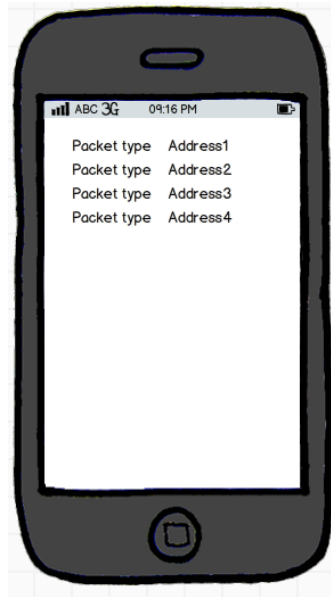 ABC 3G 09:16 PM
Packet type Address1
Packet type Address2
Packet type Address3
Packet type Address4